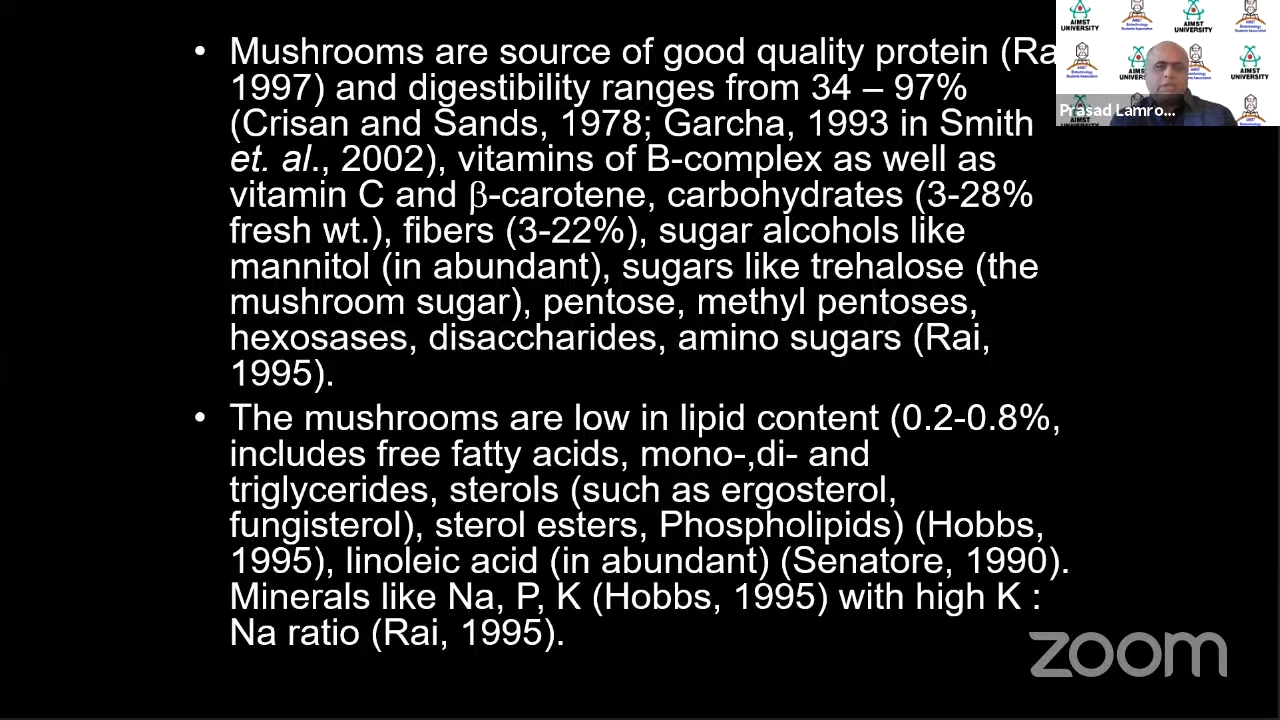 • Mushrooms are source of good quality protein (Ra
1997) and digestibility ranges from 34 – 97%
(Crisan and Sands, 1978; Garcha, 1993 in Smith
et. al., 2002), vitamins of B-complex as well as
vitamin C and β-carotene, carbohydrates (3-28%
fresh wt.), fibers (3-22%), sugar alcohols like
mannitol (in abundant), sugars like trehalose (the
mushroom sugar), pentose, methyl pentoses,
hexosases, disaccharides, amino sugars (Rai,
1995).
• The mushrooms are low in lipid content (0.2-0.8%,
includes free fatty acids, mono-,di- and
triglycerides, sterols (such as ergosterol,
fungisterol), sterol esters, Phospholipids) (Hobbs,
1995), linoleic acid (in abundant) (Senatore, 1990).
Minerals like Na, P, K (Hobbs, 1995) with high K :
Na ratio (Rai, 1995).
AIMST
UNIVERSITY
AIMST
UNIVERSITY
AIMST
UNIVERSITY
Prasad Lamro...
zoom